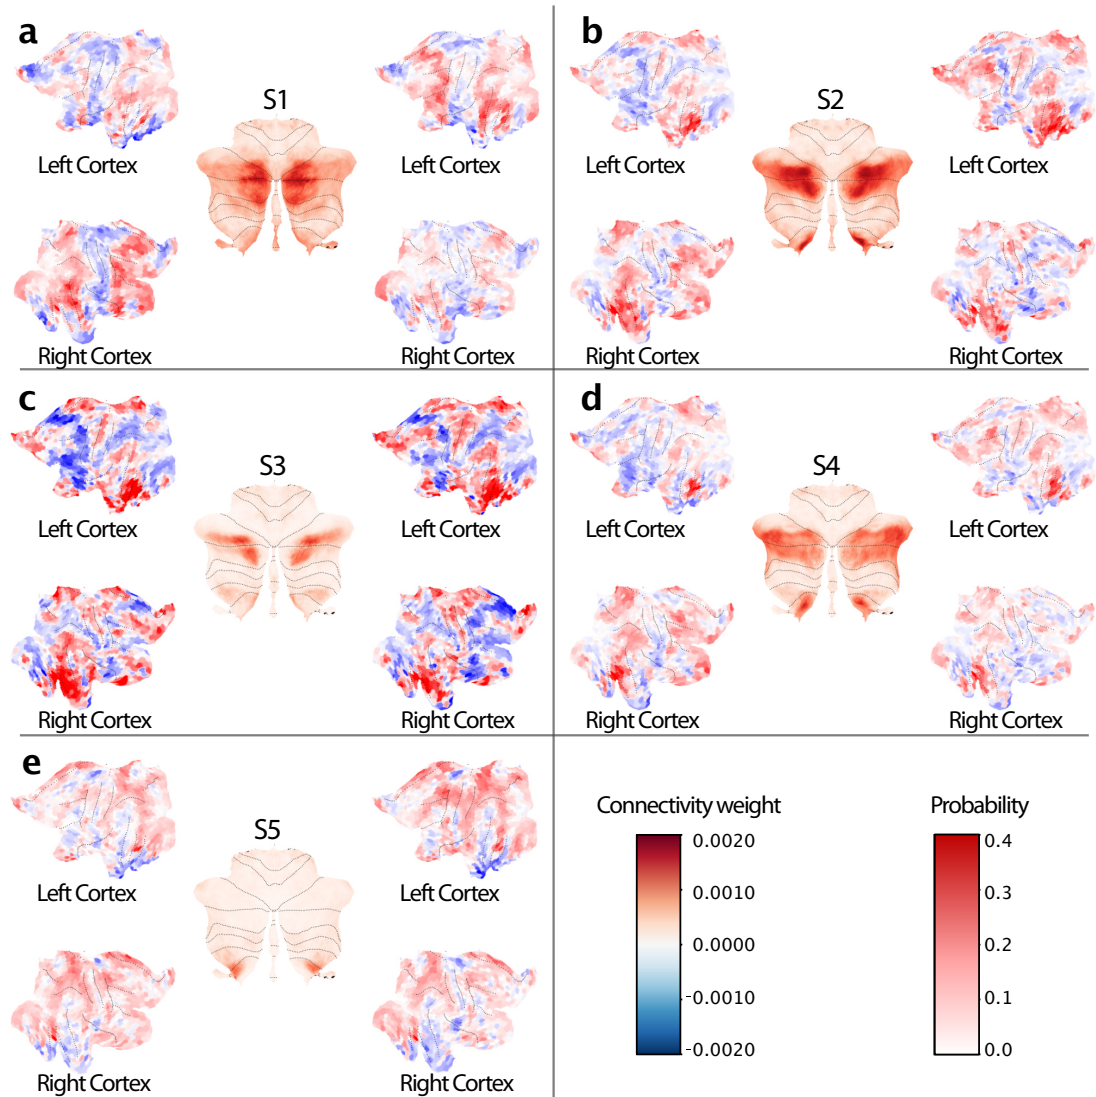 a
S1
Left Cortex
Left Cortex
Right Cortex
Right Cortex
b
S2
Left Cortex
Left Cortex
Right Cortex
Right Cortex
c
S3
Left Cortex
Left Cortex
Right Cortex
Right Cortex
d
S4
Left Cortex
Left Cortex
Right Cortex
Right Cortex
e
S5
Left Cortex
Left Cortex
Right Cortex
Right Cortex
Connectivity weight
0.0020
0.0010
0.0000
-0.0010
-0.0020
Probability
0.4
0.3
0.2
0.1
0.0